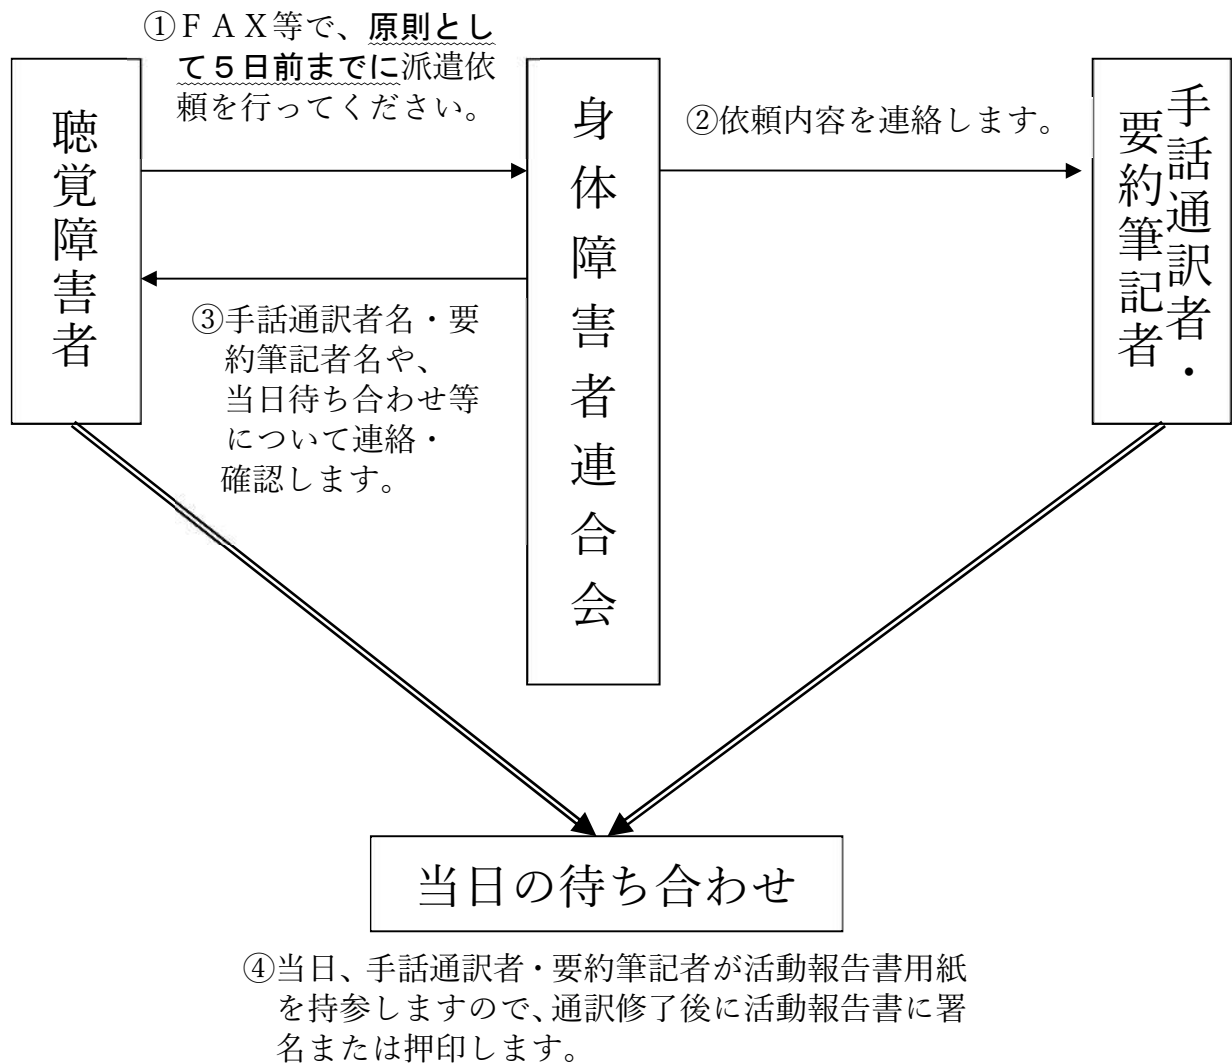 ①ＦＡＸ等で、原則とし
て５日前までに派遣依
頼を行ってください。
聴覚障害者
身体障害者連合会
②依頼内容を連絡します。
手話通訳者・
要約筆記者
③手話通訳者名・要
約筆記者名や、
当日待ち合わせ等
について連絡・
確認します。
当日の待ち合わせ
④当日、手話通訳者・要約筆記者が活動報告書用紙
を持参しますので、通訳修了後に活動報告書に署
名または押印します。